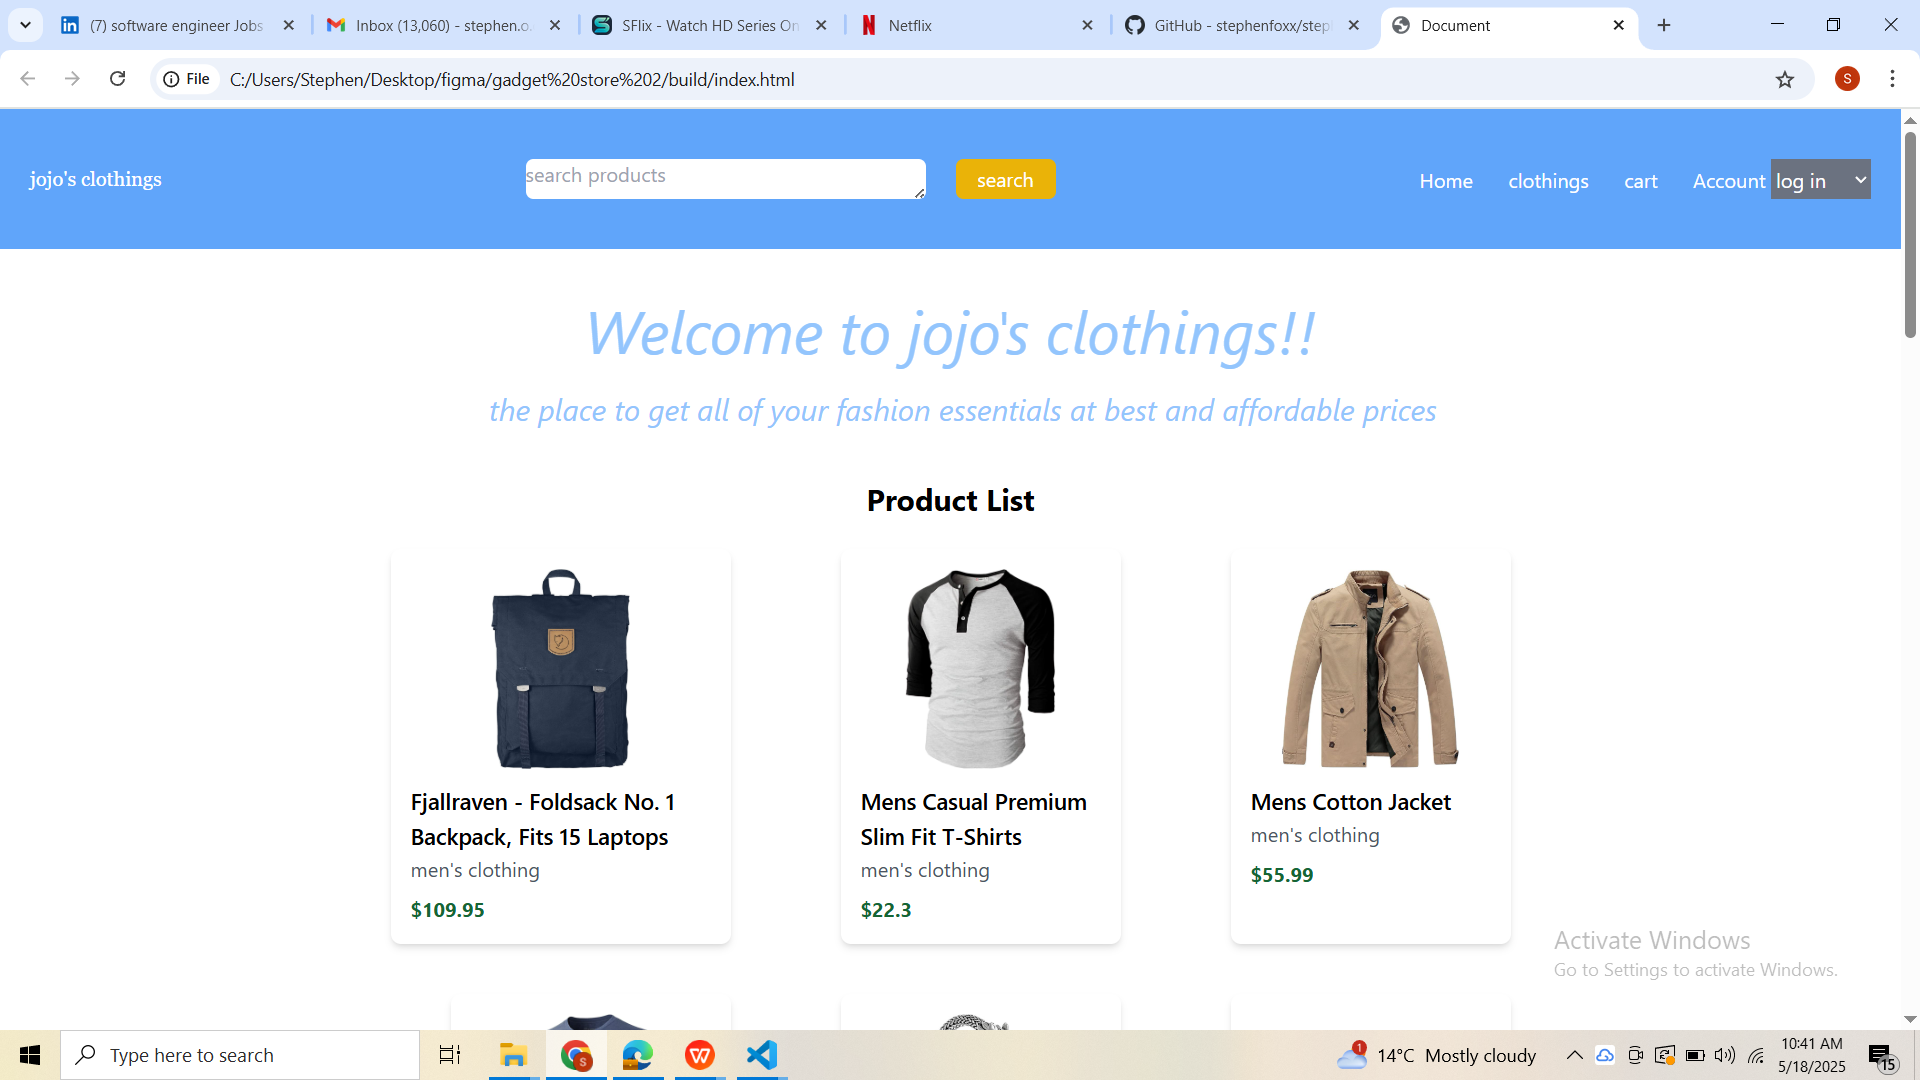 (7) software engineer Jobs
Inbox (13,060) - stephen.o.
SFlix - Watch HD Series On
Netflix
GitHub - stephenfoxx/step
Document
File
C:/Users/Stephen/Desktop/figma/gadget%20store%202/build/index.html
S
jojo's clothings
search products
search
Home
clothings
cart
Account
log in
Welcome to jojo's clothings!!
the place to get all of your fashion essentials at best and affordable prices
Product List
Fjallraven - Foldsack No. 1
Backpack, Fits 15 Laptops
men's clothing
$109.95
Mens Casual Premium
Slim Fit T-Shirts
men's clothing
$22.3
Mens Cotton Jacket
men's clothing
$55.99
Activate Windows
Go to Settings to activate Windows.
Type here to search
1
14°C Mostly cloudy
10:41 AM
5/18/2025
15